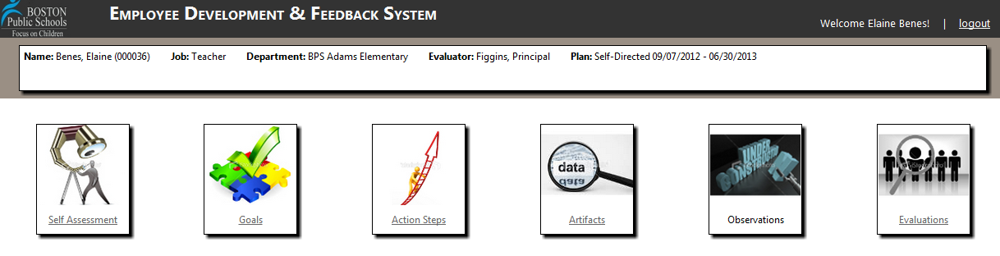 BOSTON
Public Schools
Focus on Children
EMPLOYEE DEVELOPMENT & FEEDBACK SYSTEM
Welcome Elaine Benes! | logout
Name: Benes, Elaine (000036) Job: Teacher Department: BPS Adams Elementary Evaluator: Figgins, Principal Plan: Self-Directed 09/07/2012 - 06/30/2013
data
data
UNDER
CONSTRUCTION
Self Assessment Goals Action Steps Artifacts Observations Evaluations